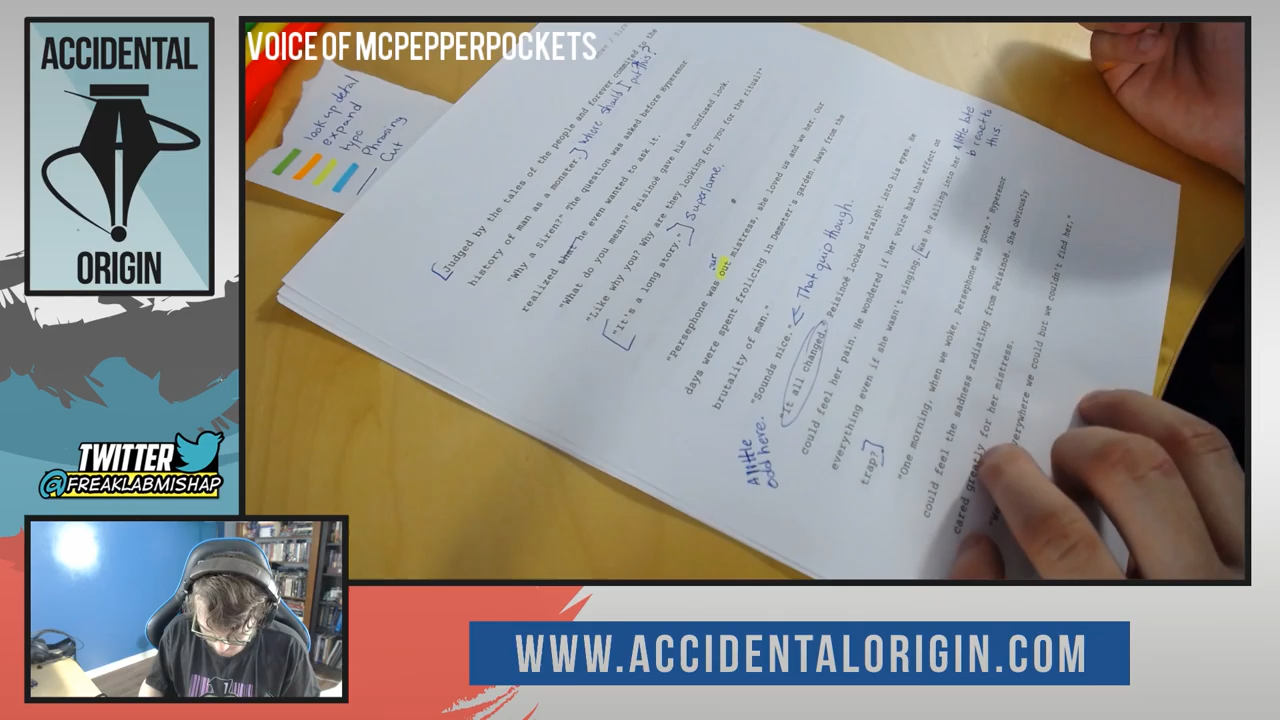 ACCIDENTAL
ORIGIN
VOICE OF MCPEPPERPOCKETS
look up detail
expand
typo
Phrasing
Cut
[Judged by the tales of the people and forever commited to the
history of man as a monster.] where should I put this?
"Why a Siren?" The question was asked before Hyperenor
realized that he even wanted to ask it.
"What do you mean?" Peisinoë gave him a confused look.
"Like why you? Why are they looking for you for the ritual?"
["It's a long story."] Superlame.
our
"Persephone was out mistress, she loved us and we her. Our
days were spent frolicing in Demeter's garden. Away from the
brutality of man."
"Sounds nice." ← That quip though.
A little
odd here.
"It all changed." Peisinoë looked straight into his eyes. He
could feel her pain. He wondered if her voice had that effect on
everything even if she wasn't singing. [Was he falling into her
trap?]
A little late
to react to
this.
"One morning, when we woke, Persephone was gone." Hyperenor
could feel the sadness radiating from Peisinoë. She obviously
cared greatly for her mistress.
everywhere we could but we couldn't find her."
TWITTER
@FREAKLABMISHAP
WWW.ACCIDENTALORIGIN.COM